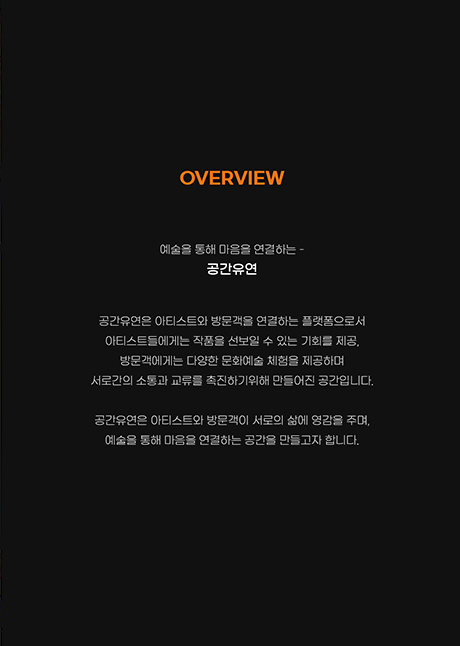 OVERVIEW
예술을 통해 마음을 연결하는 -
공간유연
공간유연은 아티스트와 방문객을 연결하는 플랫폼으로서
아티스트들에게는 작품을 선보일 수 있는 기회를 제공,
방문객에게는 다양한 문화예술 체험을 제공하며
서로간의 소통과 교류를 촉진하기위해 만들어진 공간입니다.
공간유연은 아티스트와 방문객이 서로의 삶에 영감을 주며,
예술을 통해 마음을 연결하는 공간을 만들고자 합니다.